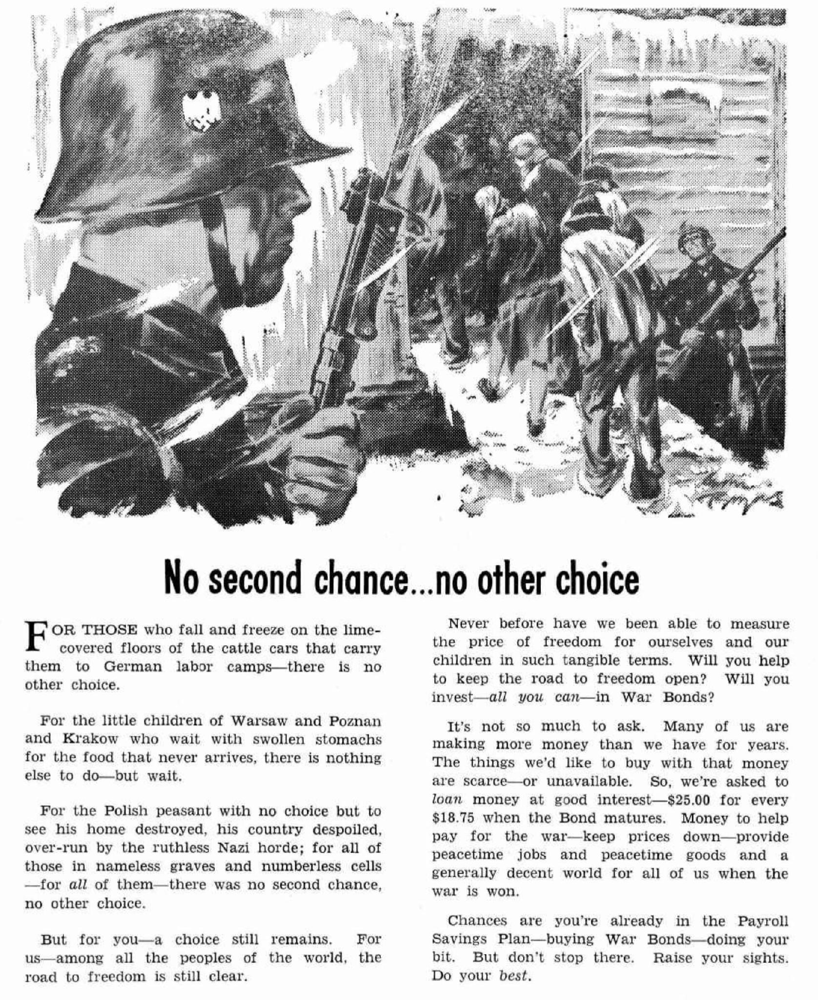 No second chance...no other choice
FOR THOSE who fall and freeze on the lime-
covered floors of the cattle cars that carry
them to German labor camps—there is no
other choice.
For the little children of Warsaw and Poznan
and Krakow who wait with swollen stomachs
for the food that never arrives, there is nothing
else to do—but wait.
For the Polish peasant with no choice but to
see his home destroyed, his country despoiled,
over-run by the ruthless Nazi horde; for all of
those in nameless graves and numberless cells
—for all of them—there was no second chance,
no other choice.
But for you—a choice still remains. For
us—among all the peoples of the world, the
road to freedom is still clear.
Never before have we been able to measure
the price of freedom for ourselves and our
children in such tangible terms. Will you help
to keep the road to freedom open? Will you
invest—all you can—in War Bonds?
It's not so much to ask. Many of us are
making more money than we have for years.
The things we'd like to buy with that money
are scarce—or unavailable. So, we're asked to
loan money at good interest—$25.00 for every
$18.75 when the Bond matures. Money to help
pay for the war—keep prices down—provide
peacetime jobs and peacetime goods and a
generally decent world for all of us when the
war is won.
Chances are you're already in the Payroll
Savings Plan—buying War Bonds—doing your
bit. But don't stop there. Raise your sights.
Do your best.